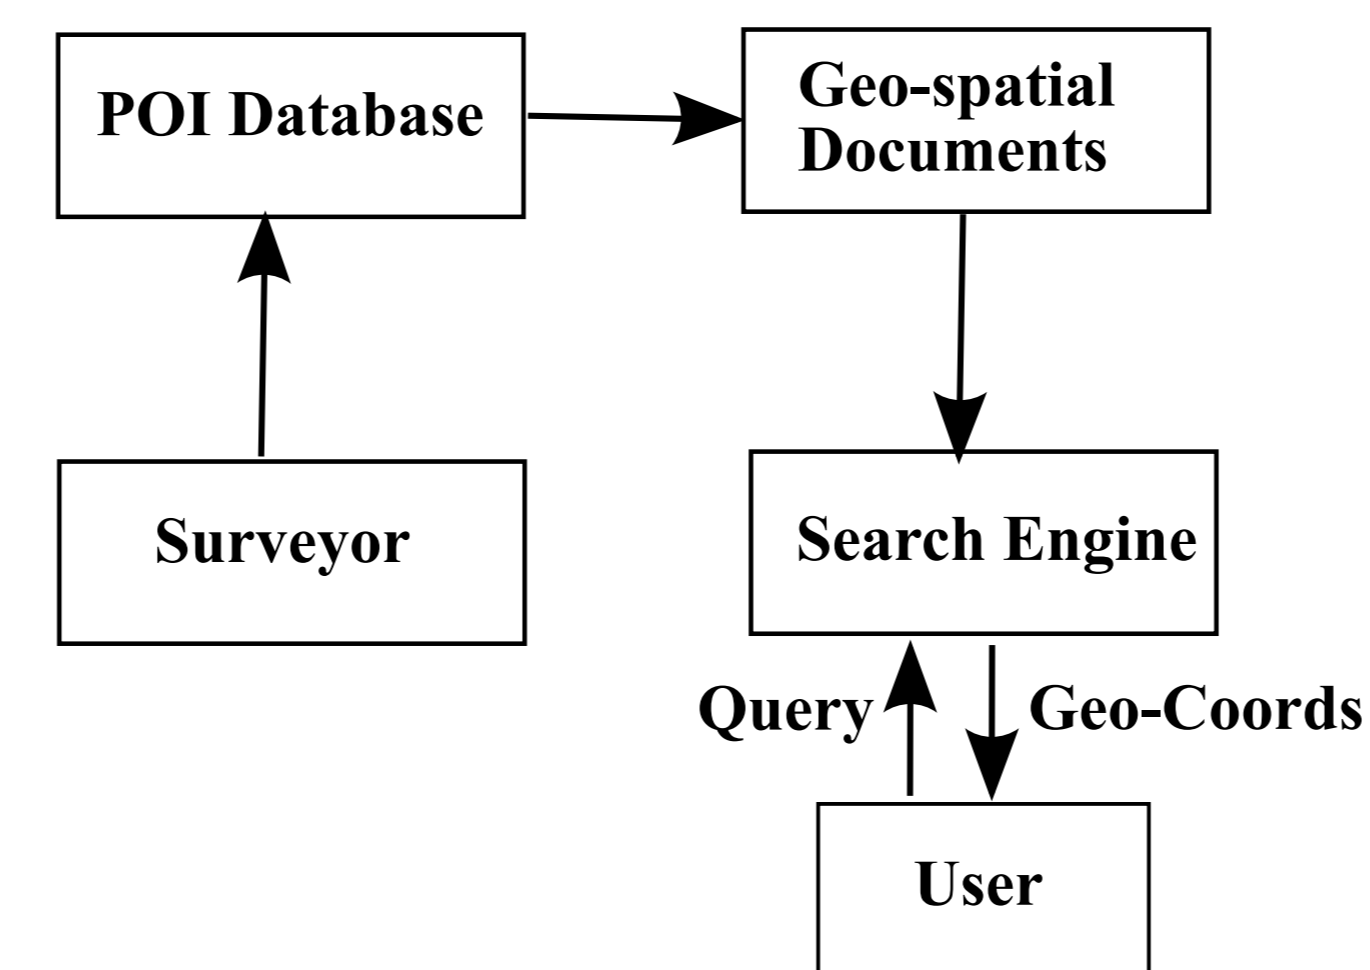 POI Database
Geo-spatial
Documents
Surveyor
Search Engine
Query
Geo-Coords
User